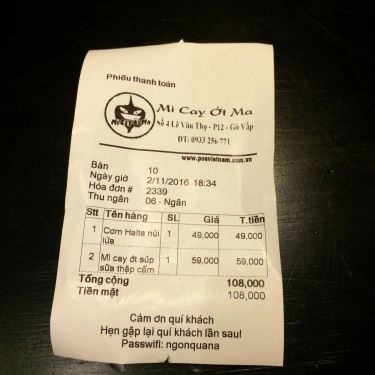 Phiếu thanh toán
Mì Cay Ớt Ma
Mì Cay Ớt Ma
Số 4 Lê Văn Thọ - P12 - Gò Vấp
ĐT: 0933 256 771
www.posvietnam.com.vn
Bàn 10
Ngày giờ 2/11/2016 18:34
Hóa đơn # 2339
Thu ngân 06 - Ngân
Stt Tên hàng SL Giá T.tiền
1 Cơm Haita núi 1 49,000 49,000
lửa
2 Mì cay ớt súp 1 59,000 59,000
sữa thập cẩm
Tổng cộng 108,000
Tiền mặt 108,000
Cảm ơn quí khách
Hẹn gặp lại quí khách lần sau!
Passwifi: ngonquana